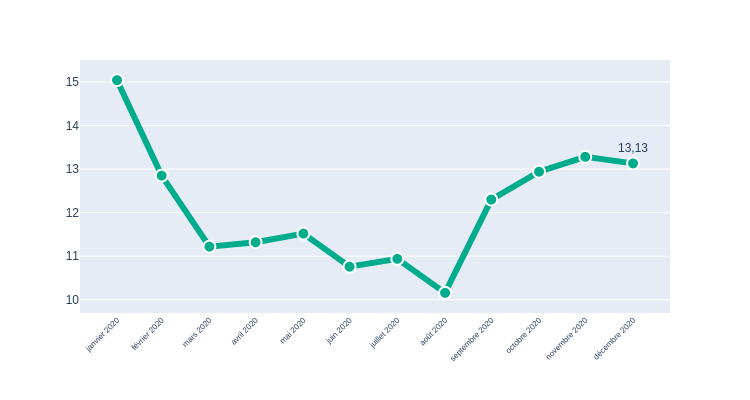 15
14
13
12
11
10
13,13
janvier 2020
février 2020
mars 2020
avril 2020
mai 2020
juin 2020
juillet 2020
août 2020
septembre 2020
octobre 2020
novembre 2020
décembre 2020